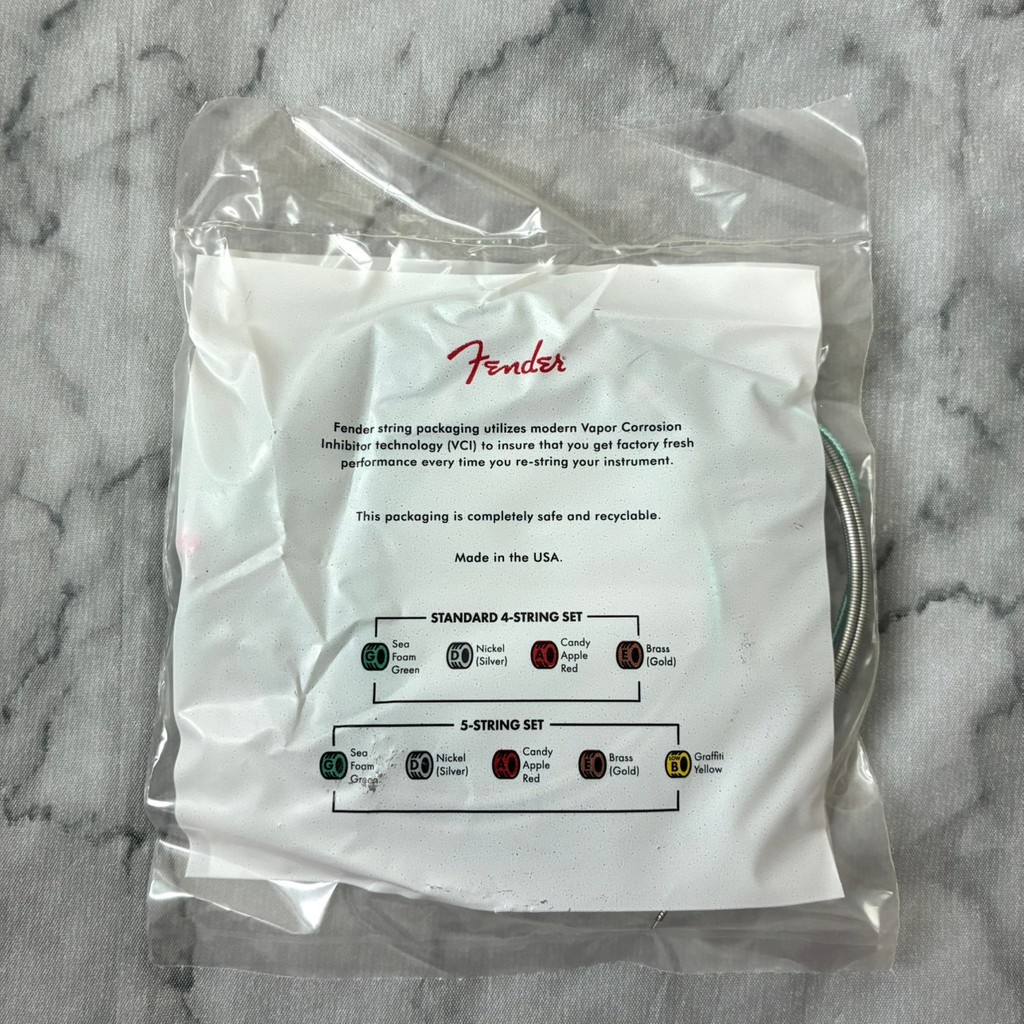 Fender
Fender string packaging utilizes modern Vapor Corrosion
Inhibitor technology (VCI) to insure that you get factory fresh
performance every time you re-string your instrument.
This packaging is completely safe and recyclable.
Made in the USA.
STANDARD 4-STRING SET
G Sea Foam Green D Nickel (Silver) A Candy Apple Red E Brass (Gold)
5-STRING SET
G Sea Foam Green D Nickel (Silver) A Candy Apple Red E Brass (Gold) LOW B Graffiti Yellow